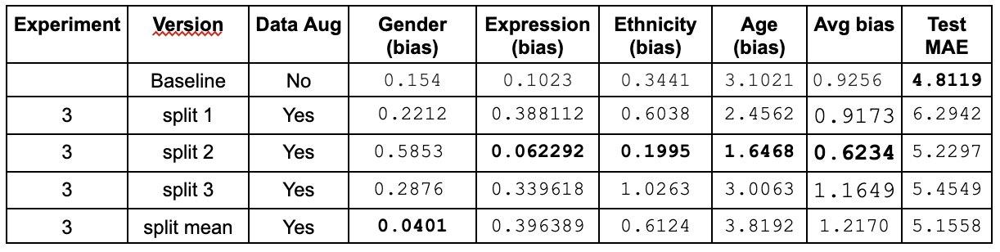 Experiment Version Data Aug Gender Expression Ethnicity Age Avg bias Test
(bias) (bias) (bias) (bias) MAE
Baseline No 0.154 0.1023 0.3441 3.1021 0.9256 4.8119
3 split 1 Yes 0.2212 0.388112 0.6038 2.4562 0.9173 6.2942
3 split 2 Yes 0.5853 0.062292 0.1995 1.6468 0.6234 5.2297
3 split 3 Yes 0.2876 0.339618 1.0263 3.0063 1.1649 5.4549
3 split mean Yes 0.0401 0.396389 0.6124 3.8192 1.2170 5.1558